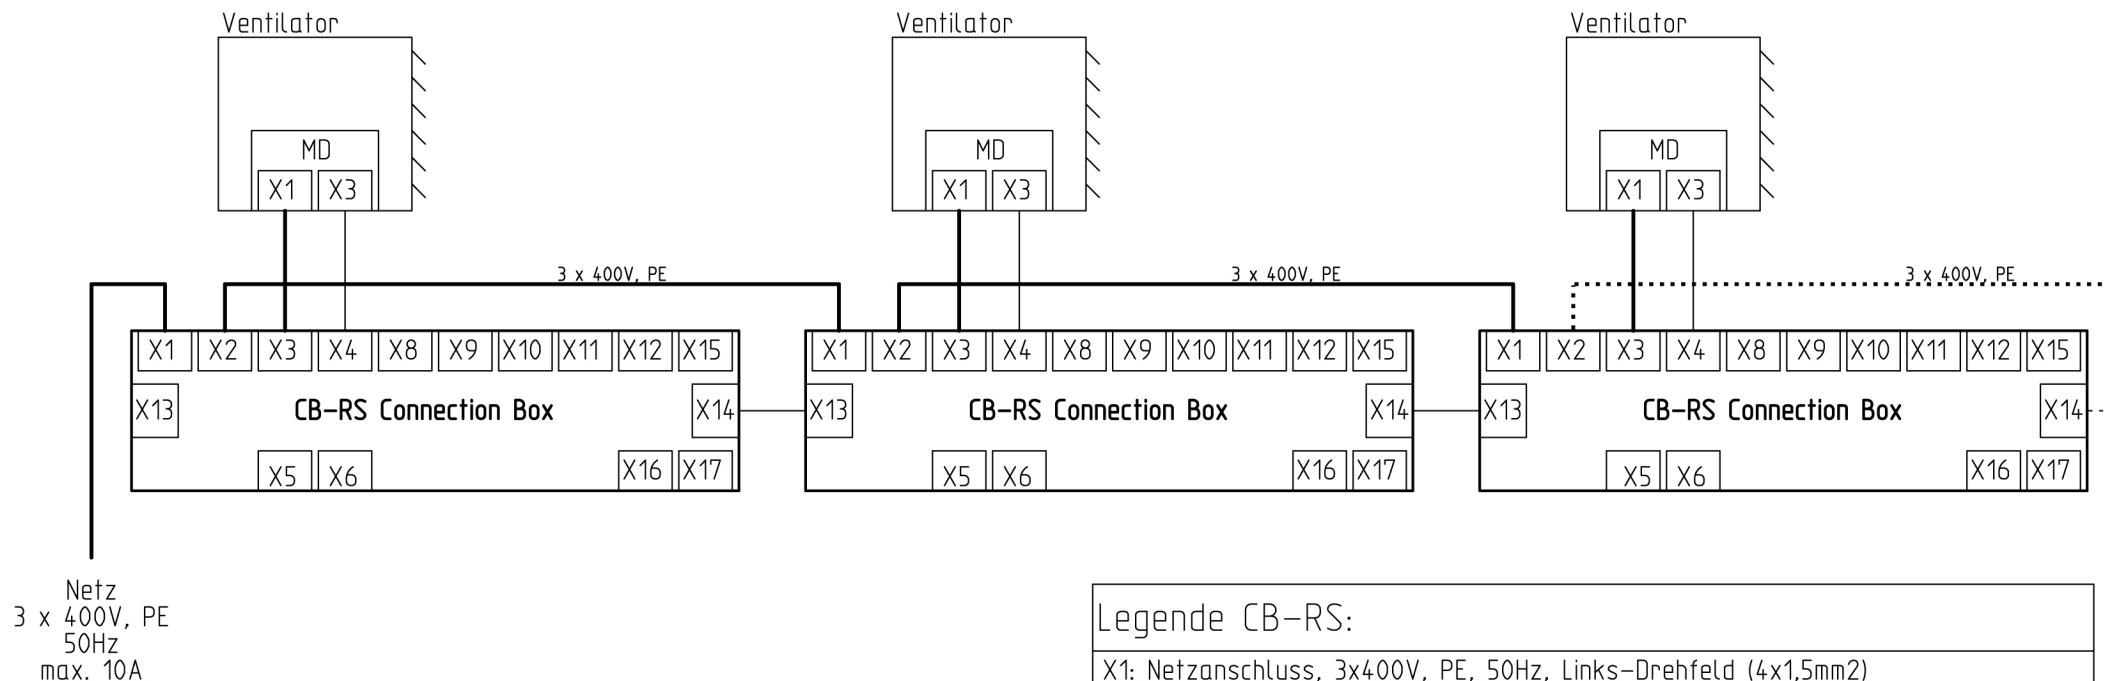 Ventilator Ventilator Ventilator
MD MD MD
X1 X3 X1 X3 X1 X3
3 x 400V, PE 3 x 400V, PE 3 x 400V, PE
X1 X2 X3 X4 X8 X9 X10 X11 X12 X15 X1 X2 X3 X4 X8 X9 X10 X11 X12 X15 X1 X2 X3 X4 X8 X9 X10 X11 X12 X15
X13 CB-RS Connection Box X14 X13 CB-RS Connection Box X14 X13 CB-RS Connection Box X14
X5 X6 X16 X17 X5 X6 X16 X17 X5 X6 X16 X17
Netz
3 x 400V, PE
50Hz
max. 10A
Legende CB-RS:
X1: Netzanschluss, 3x400V, PE, 50Hz, Links-Drehfeld (4x1,5mm2)